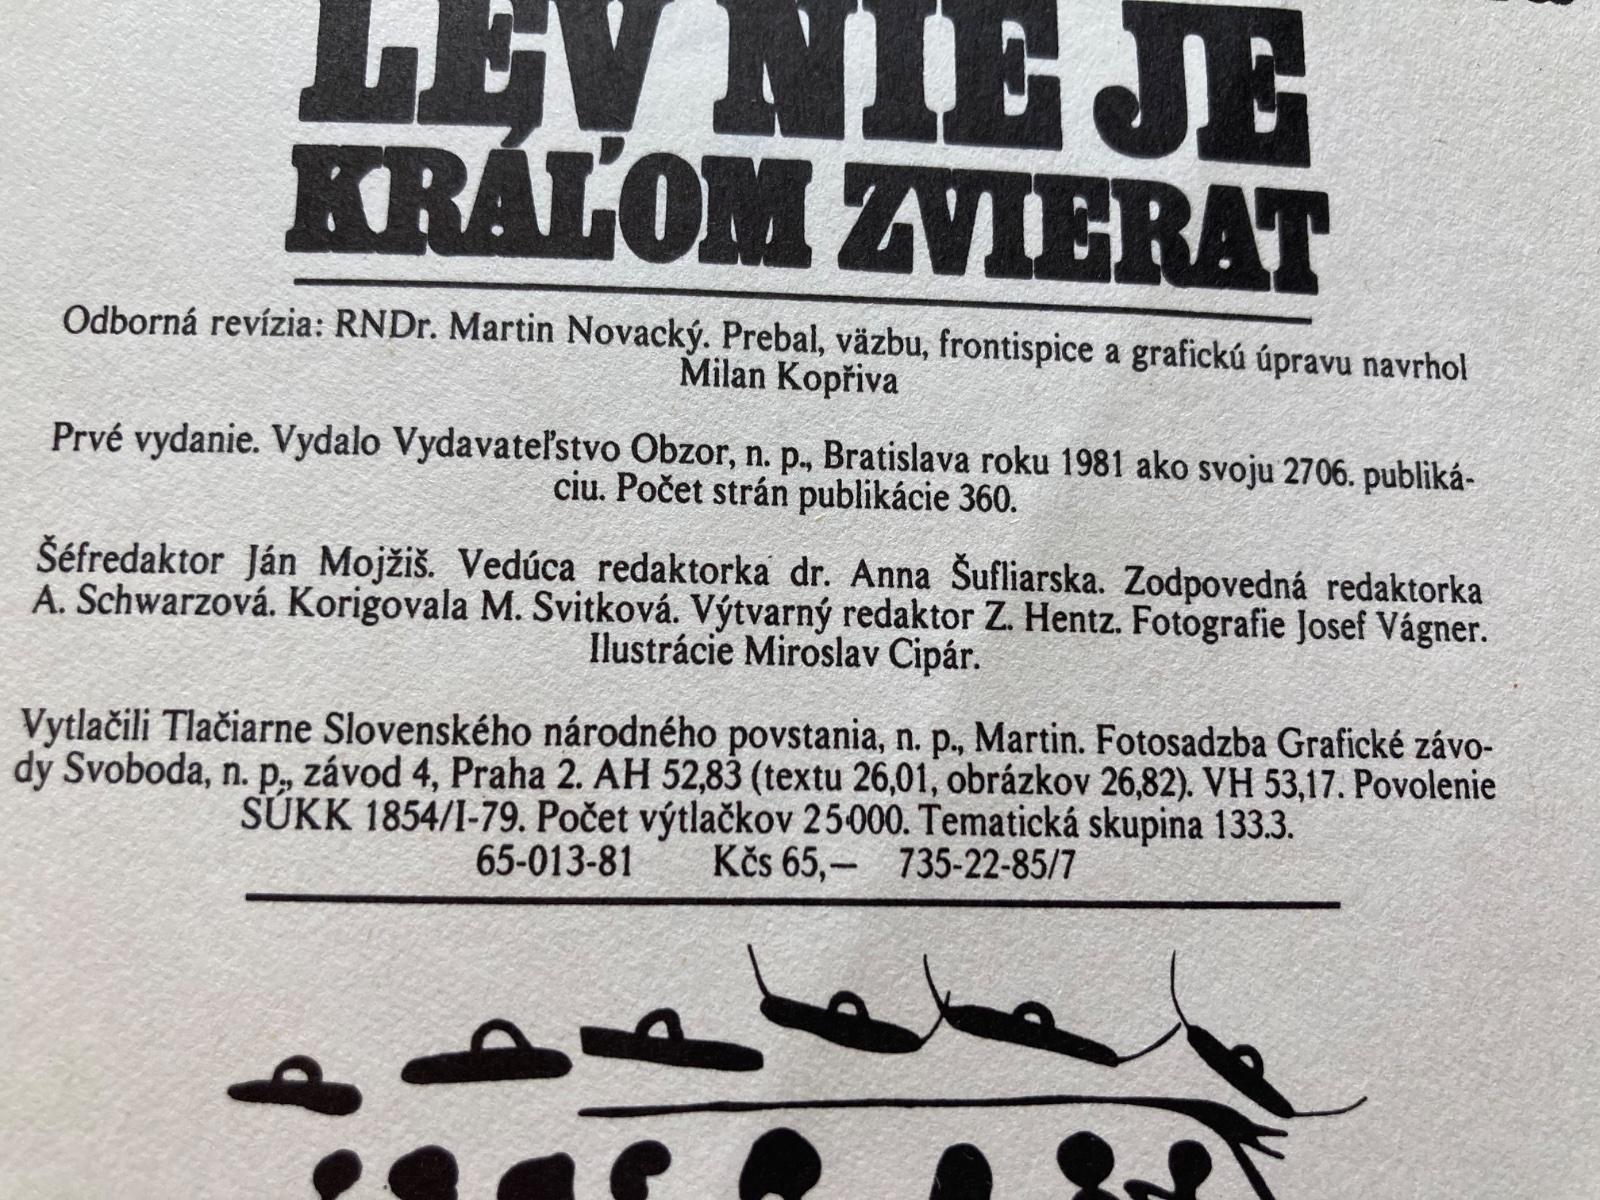 LEV NIE JE
KRÁĽOM ZVIERAT
Odborná revízia: RNDr. Martin Novacký. Prebal, väzbu, frontispice a grafickú úpravu navrhol
Milan Kopřiva
Prvé vydanie. Vydalo Vydavateľstvo Obzor, n. p., Bratislava roku 1981 ako svoju 2706. publiká-
ciu. Počet strán publikácie 360.
Šéfredaktor Ján Mojžiš. Vedúca redaktorka dr. Anna Šufliarska. Zodpovedná redaktorka
A. Schwarzová. Korigovala M. Svitková. Výtvarný redaktor Z. Hentz. Fotografie Josef Vágner.
Ilustrácie Miroslav Cipár.
Vytlačili Tlačiarne Slovenského národného povstania, n. p., Martin. Fotosadzba Grafické závo-
dy Svoboda, n. p., závod 4, Praha 2. AH 52,83 (textu 26,01, obrázkov 26,82). VH 53,17. Povolenie
SÚKK 1854/I-79. Počet výtlačkov 25 000. Tematická skupina 133.3.
65-013-81 Kčs 65,— 735-22-85/7